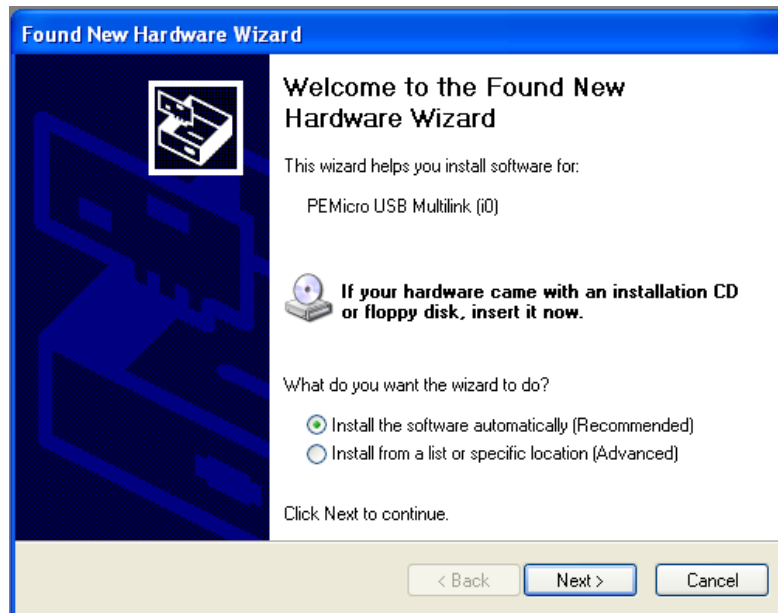 Found New Hardware Wizard
Welcome to the Found New
Hardware Wizard
This wizard helps you install software for:
PEMicro USB Multilink (i0)
If your hardware came with an installation CD
or floppy disk, insert it now.
What do you want the wizard to do?
Install the software automatically (Recommended)
Install from a list or specific location (Advanced)
Click Next to continue.
< Back
Next >
Cancel